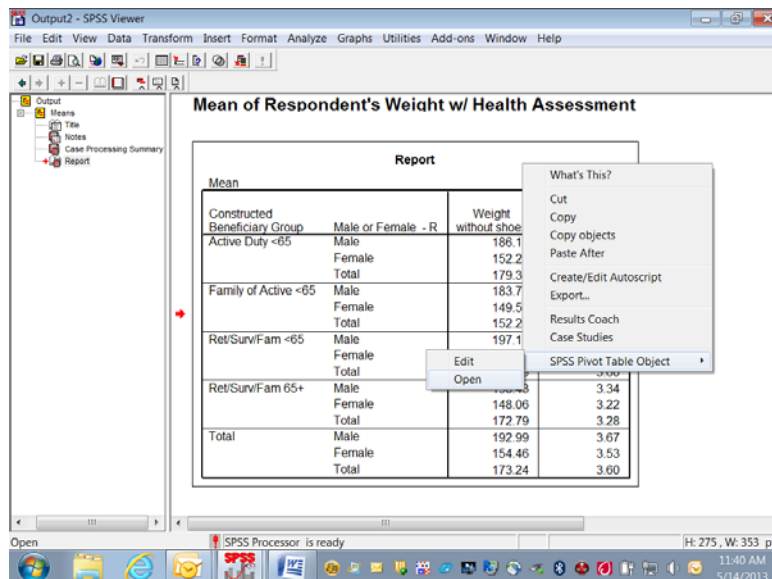 Output2 - SPSS Viewer
File Edit View Data Transform Insert Format Analyze Graphs Utilities Add-ons Window Help
Output
Means
Title
Notes
Case Processing Summary
Report
Mean of Respondent's Weight w/ Health Assessment
Report
Mean
Constructed Beneficiary Group Male or Female - R Weight without shoe
Active Duty <65 Male 186.1
Female 152.2
Total 179.3
Family of Active <65 Male 183.7
Female 149.5
Total 152.2
Ret/Surv/Fam <65 Male 197.1
Female
Total
Ret/Surv/Fam 65+ Male 3.34
Female 148.06 3.22
Total 172.79 3.28
Total Male 192.99 3.67
Female 154.46 3.53
Total 173.24 3.60
What's This?
Cut
Copy
Copy objects
Paste After
Create/Edit Autoscript
Export...
Results Coach
Case Studies
SPSS Pivot Table Object
Edit
Open
Open
SPSS Processor is ready
H: 275 , W: 353 p
SPSS
11:40 AM
5/14/2013